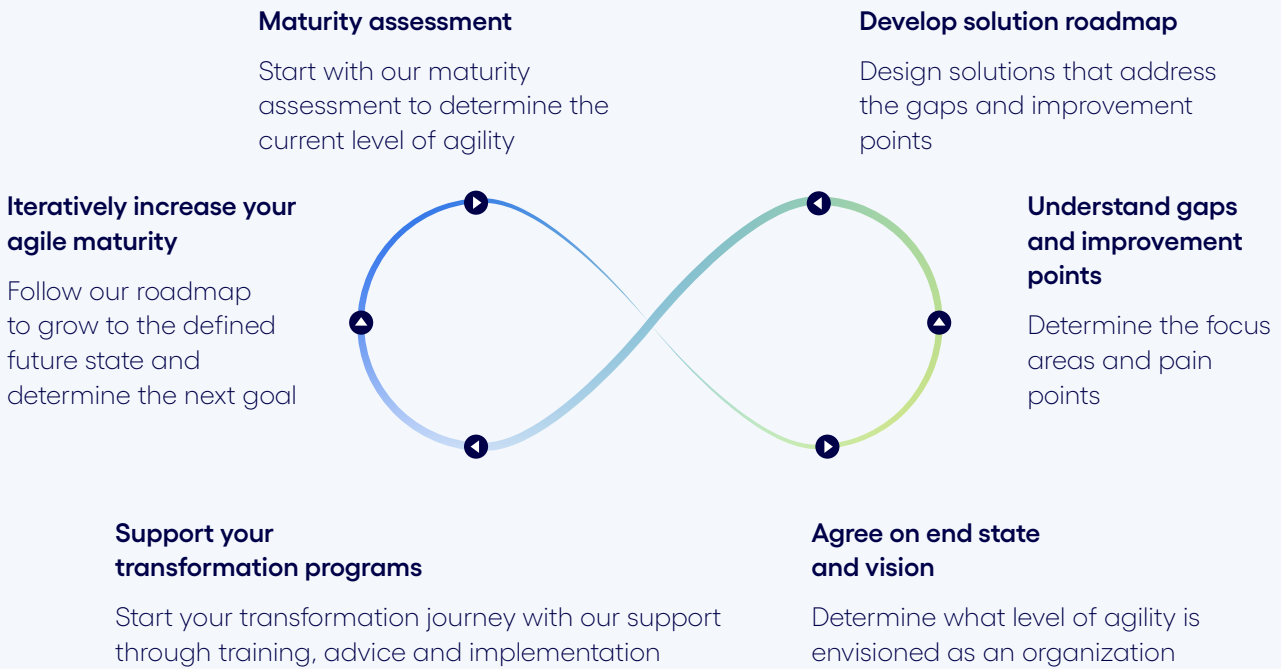 Maturity assessment
Start with our maturity
assessment to determine the
current level of agility
Develop solution roadmap
Design solutions that address
the gaps and improvement
points
Iteratively increase your
agile maturity
Follow our roadmap
to grow to the defined
future state and
determine the next goal
Understand gaps
and improvement
points
Determine the focus
areas and pain
points
Support your
transformation programs
Start your transformation journey with our support
through training, advice and implementation
Agree on end state
and vision
Determine what level of agility is
envisioned as an organization